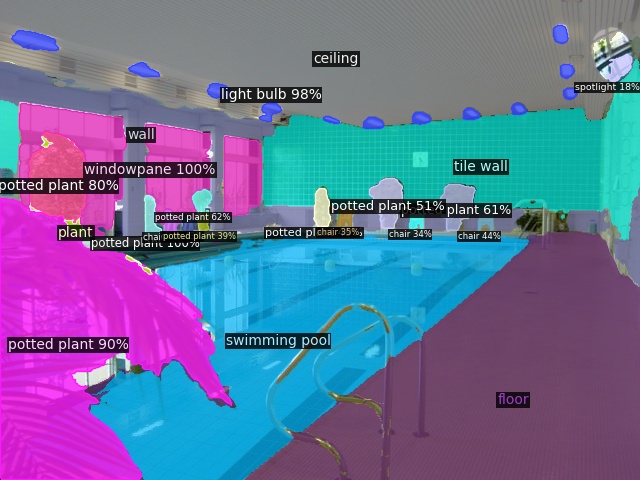 ceiling
spotlight 18%
light bulb 98%
wall
tile wall
windowpane 100%
potted plant 80%
potted plant 51%
plant 61%
potted plant 62%
plant
chair 35%
chair 34%
chair 44%
potted plant 39%
potted plant 100%
swimming pool
potted plant 90%
floor